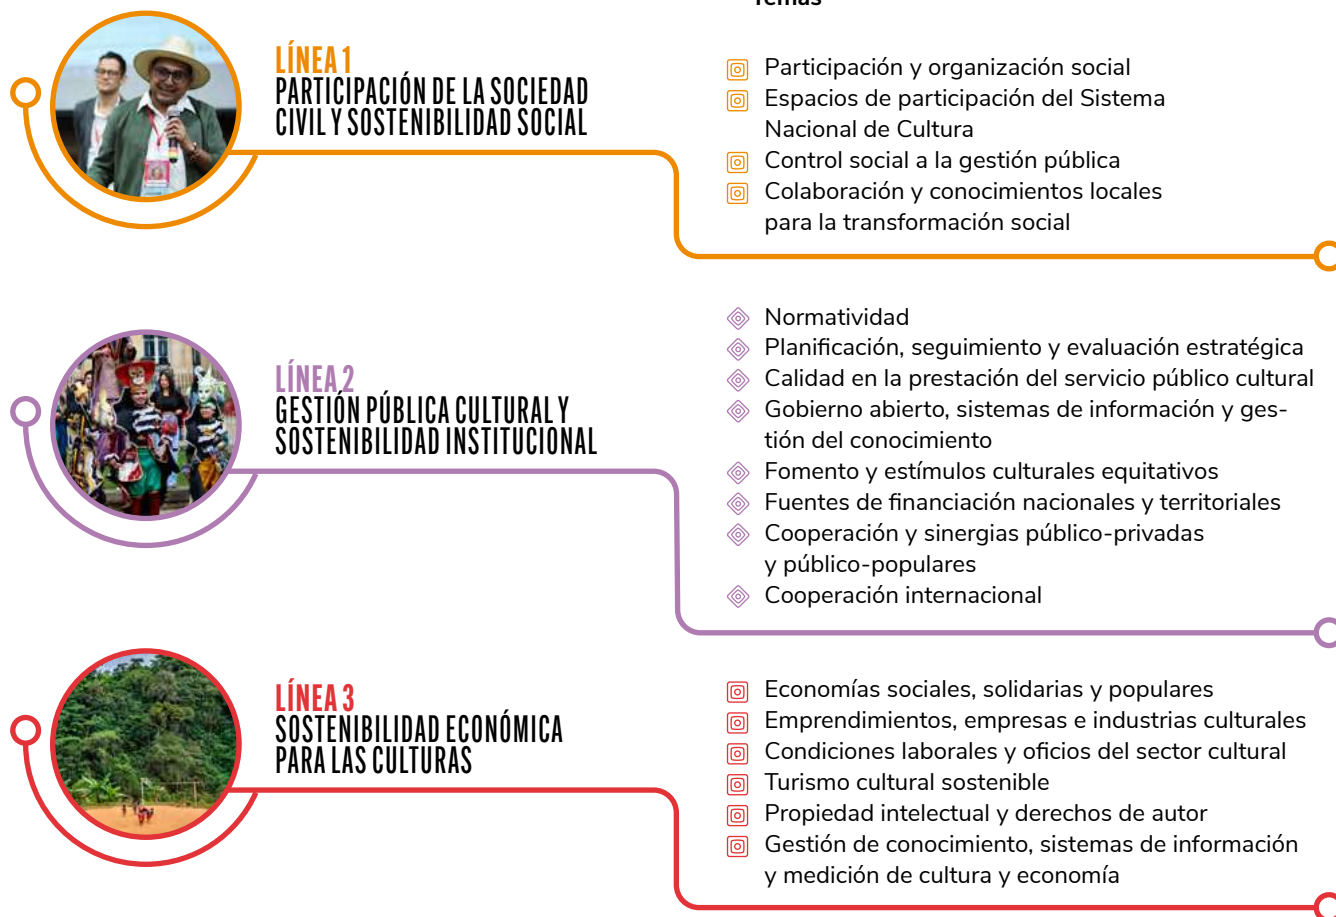 Temas
LÍNEA 1
PARTICIPACIÓN DE LA SOCIEDAD
CIVIL Y SOSTENIBILIDAD SOCIAL
Participación y organización social
Espacios de participación del Sistema
Nacional de Cultura
Control social a la gestión pública
Colaboración y conocimientos locales
para la transformación social
LÍNEA 2
GESTIÓN PÚBLICA CULTURAL Y
SOSTENIBILIDAD INSTITUCIONAL
Normatividad
Planificación, seguimiento y evaluación estratégica
Calidad en la prestación del servicio público cultural
Gobierno abierto, sistemas de información y ges-
tión del conocimiento
Fomento y estímulos culturales equitativos
Fuentes de financiación nacionales y territoriales
Cooperación y sinergias público-privadas
y público-populares
Cooperación internacional
LÍNEA 3
SOSTENIBILIDAD ECONÓMICA
PARA LAS CULTURAS
Economías sociales, solidarias y populares
Emprendimientos, empresas e industrias culturales
Condiciones laborales y oficios del sector cultural
Turismo cultural sostenible
Propiedad intelectual y derechos de autor
Gestión de conocimiento, sistemas de información
y medición de cultura y economía